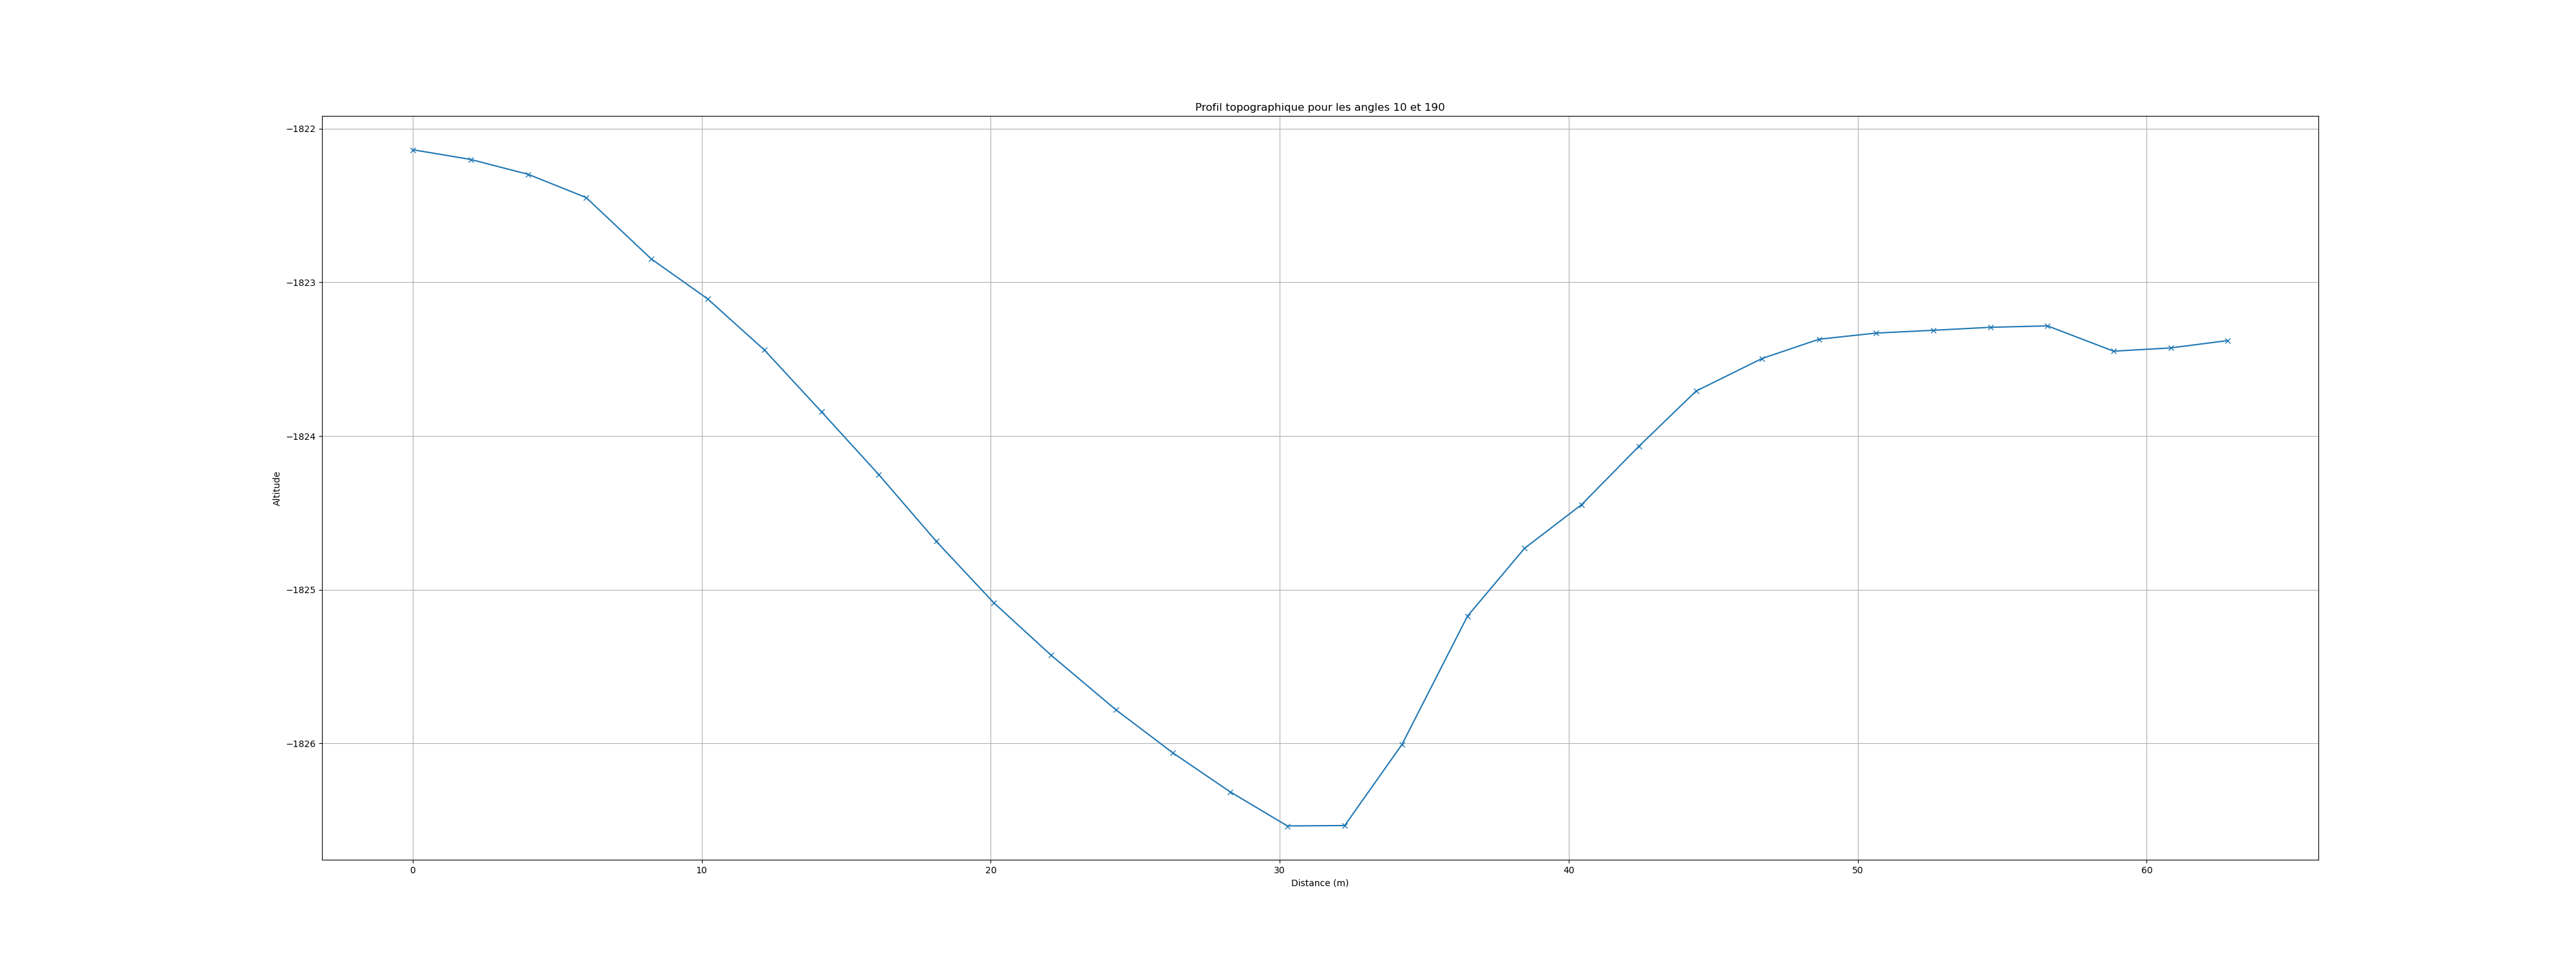 Profil topographique pour les angles 10 et 190
−1822
−1823
−1824
−1825
−1826
Altitude
0 10 20 30 40 50 60
Distance (m)